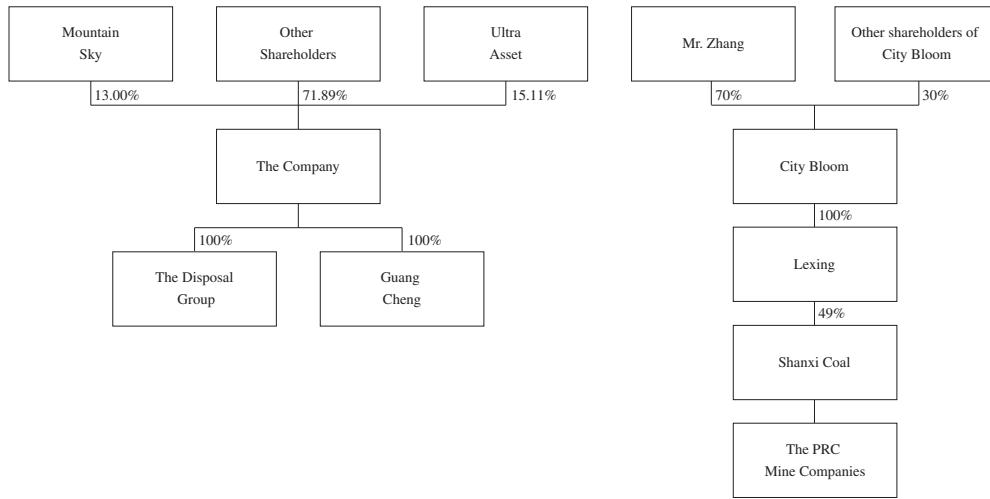 Mountain
Sky
Other
Shareholders
Ultra
Asset
Mr. Zhang
Other shareholders of
City Bloom
13.00%
71.89%
15.11%
70%
30%
The Company
City Bloom
100%
100%
100%
The Disposal
Group
Guang
Cheng
Lexing
49%
Shanxi Coal
The PRC
Mine Companies